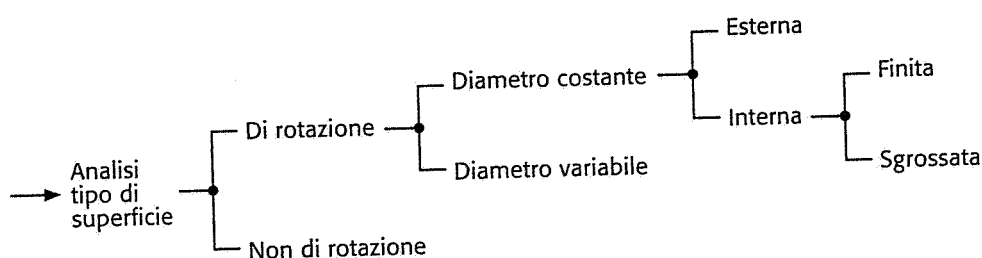 Esterna
Diametro costante
Finita
Di rotazione
Interna
Analisi
tipo di
superficie
Diametro variabile
Sgrossata
Non di rotazione